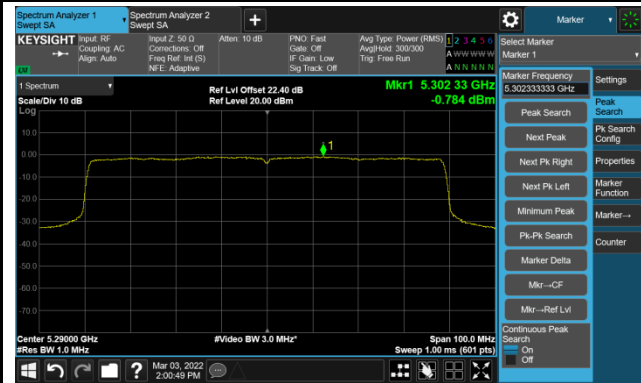 Spectrum Analyzer 1
Swept SA
Spectrum Analyzer 2
Swept SA
+
Marker
KEYSIGHT
Input: RF
Coupling: AC
Align: Auto
Input Z: 50 Ω
Corrections: Off
Freq Ref: Int (S)
NFE: Adaptive
Atten: 10 dB
PNO: Fast
Gate: Off
IF Gain: Low
Sig Track: Off
Avg Type: Power (RMS)
Avg|Hold: 300/300
Trig: Free Run
1 2 3 4 5 6
A W W W W W
A N N N N N
LXI
Select Marker
Marker 1
1 Spectrum
Scale/Div 10 dB
Ref Lvl Offset 22.40 dB
Ref Level 20.00 dBm
Mkr1 5.302 33 GHz
-0.784 dBm
Log
10.0
0.00
-10.0
-20.0
-30.0
-40.0
-50.0
-60.0
-70.0
1
Center 5.29000 GHz
#Res BW 1.0 MHz
#Video BW 3.0 MHz*
Span 100.0 MHz
Sweep 1.00 ms (601 pts)
Marker Frequency
5.302333333 GHz
Peak Search
Next Peak
Next Pk Right
Next Pk Left
Minimum Peak
Pk-Pk Search
Marker Delta
Mkr→CF
Mkr→Ref Lvl
Continuous Peak
Search
On
Off
Settings
Peak
Search
Pk Search
Config
Properties
Marker
Function
Marker→
Counter
?
Mar 03, 2022
2:00:49 PM